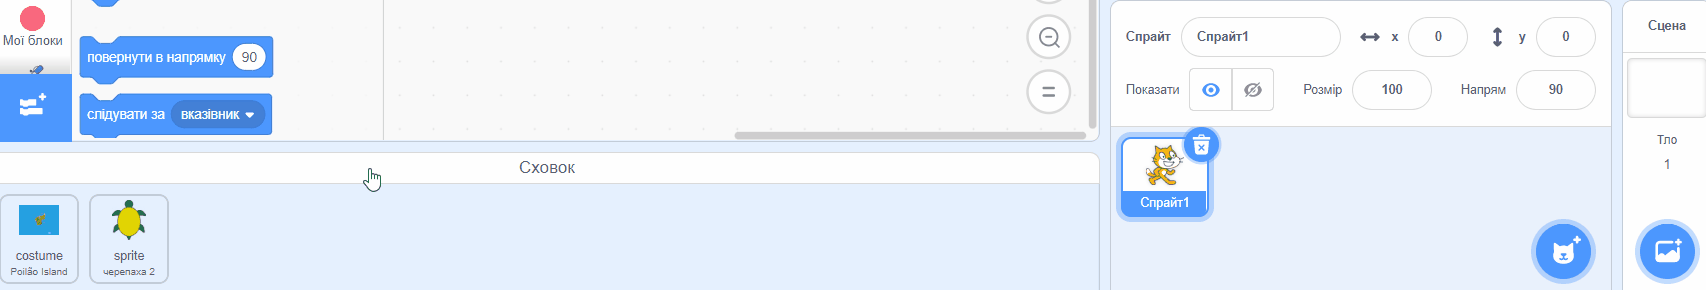 Мої блоки
повернути в напрямку 90
слідувати за вказівник
Сховок
costume
Poilão Island
sprite
черепаха 2
Спрайт Спрайт1 x 0 y 0
Показати Розмір 100 Напрям 90
Спрайт1
Сцена
Тло
1